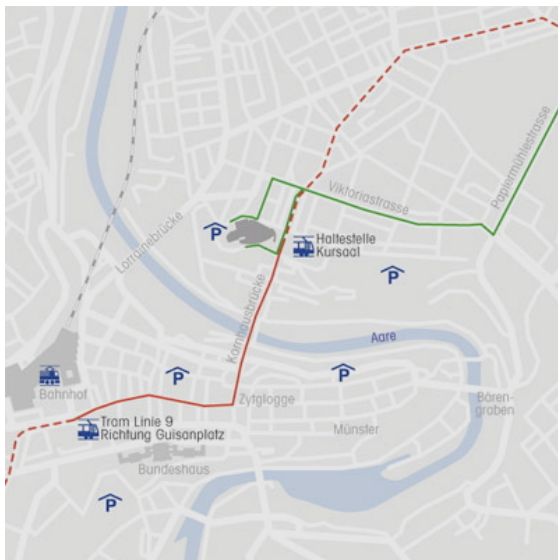 Papiermühlestrasse
Viktoriastrasse
Lorrainebrücke
P
Haltestelle
Kursaal
P
Kornhausbrücke
Aare
P
P
Bahnhof
Zytglogge
Bären-
graben
Tram Linie 9
Richtung Guisanplatz
Münster
Bundeshaus
P